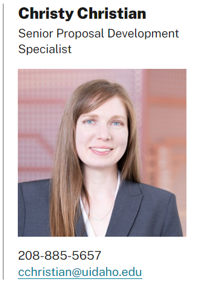 Christy Christian
Senior Proposal Development
Specialist
208-885-5657
cchristian@uidaho.edu